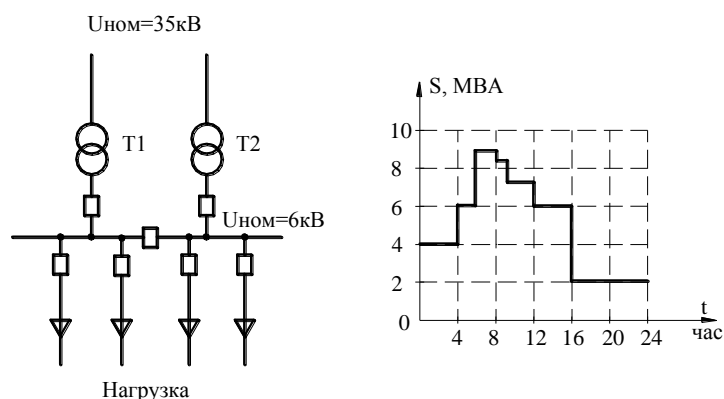 Uном=35кВ
T1
T2
Uном=6кВ
Нагрузка
S, МВА
10
8
6
4
2
0
4 8 12 16 20 24
t
час